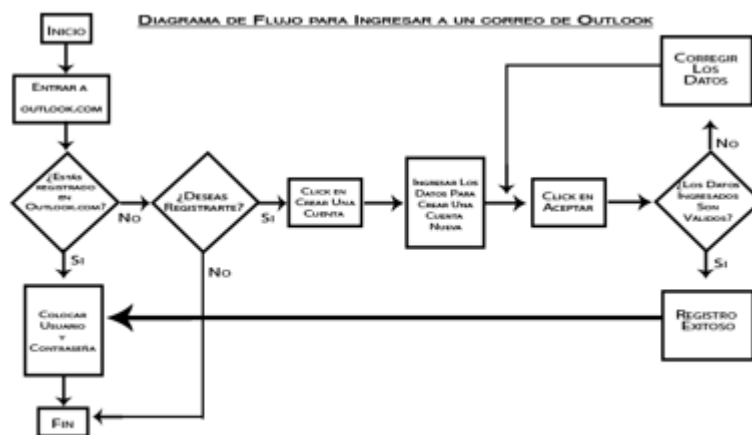 DIAGRAMA DE FLUJO PARA INGRESAR A UN CORREO DE OUTLOOK
INICIO
ENTRAR A
OUTLOOK.COM
¿ESTÁS
REGISTRADO
EN
OUTLOOK.COM?
NO
SI
¿DESEAS
REGISTRARTE?
SI
NO
CLICK EN
CREAR UNA
CUENTA
INGRESAR LOS
DATOS PARA
CREAR UNA
CUENTA
NUEVA
CLICK EN
ACEPTAR
¿LOS DATOS
INGRESADOS
SON
VÁLIDOS?
NO
CORREGIR
LOS
DATOS
SI
REGISTRO
EXITOSO
COLOCAR
USUARIO
Y
CONTRASEÑA
FIN